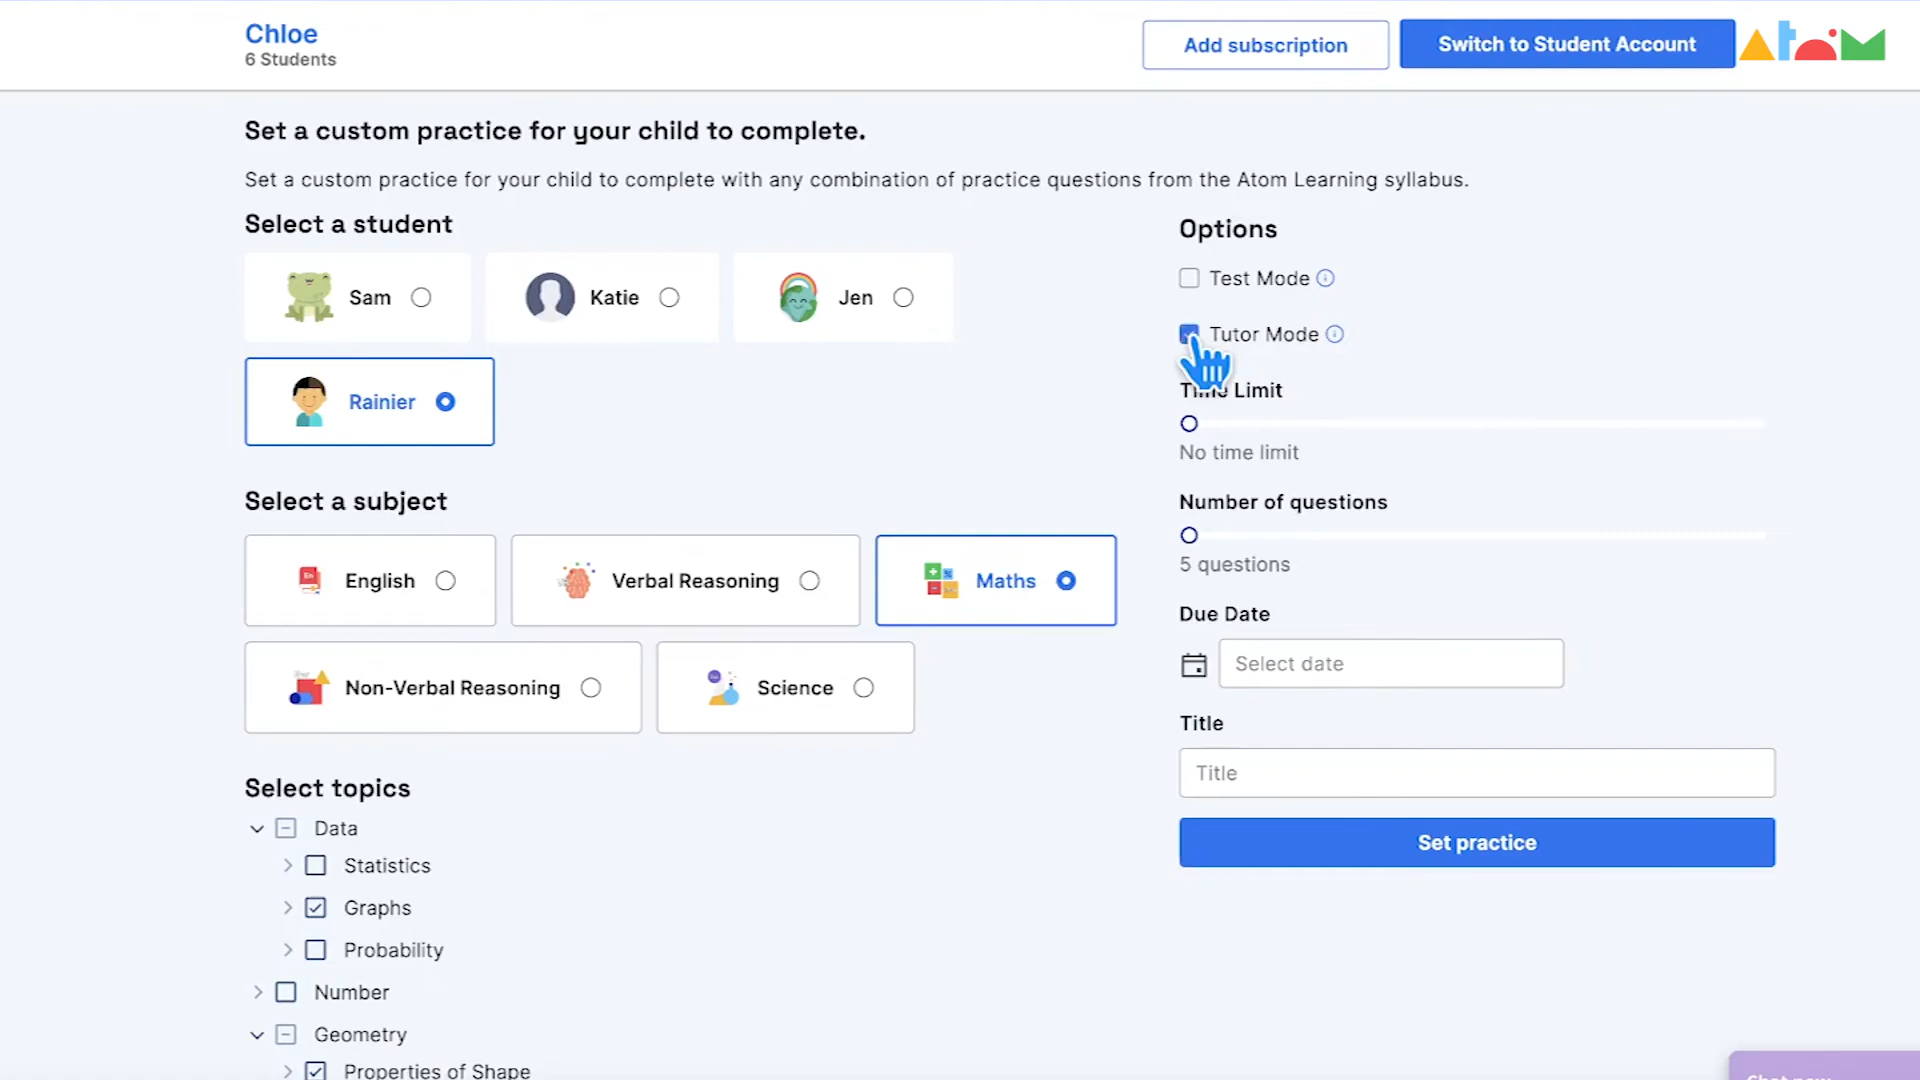 Chloe
6 Students
Add subscription
Switch to Student Account
Atom
Set a custom practice for your child to complete.
Set a custom practice for your child to complete with any combination of practice questions from the Atom Learning syllabus.
Select a student
Sam
Katie
Jen
Rainier
Select a subject
English
Verbal Reasoning
Maths
Non-Verbal Reasoning
Science
Select topics
Data
Statistics
Graphs
Probability
Number
Geometry
Properties of Shape
Options
Test Mode
Tutor Mode
Time Limit
No time limit
Number of questions
5 questions
Due Date
Select date
Title
Title
Set practice